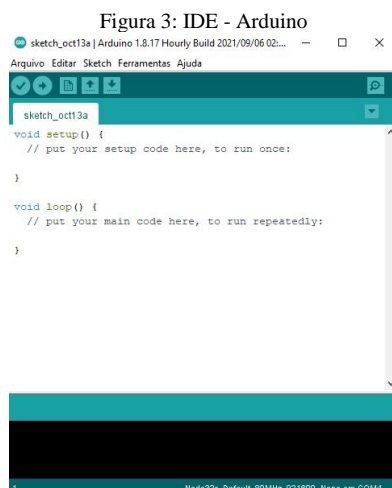 Figura 3: IDE - Arduino
sketch_oct13a | Arduino 1.8.17 Hourly Build 2021/09/06 02:...
Arquivo Editar Sketch Ferramentas Ajuda
sketch_oct13a
void setup() {
// put your setup code here, to run once:
}
void loop() {
// put your main code here, to run repeatedly:
}
1